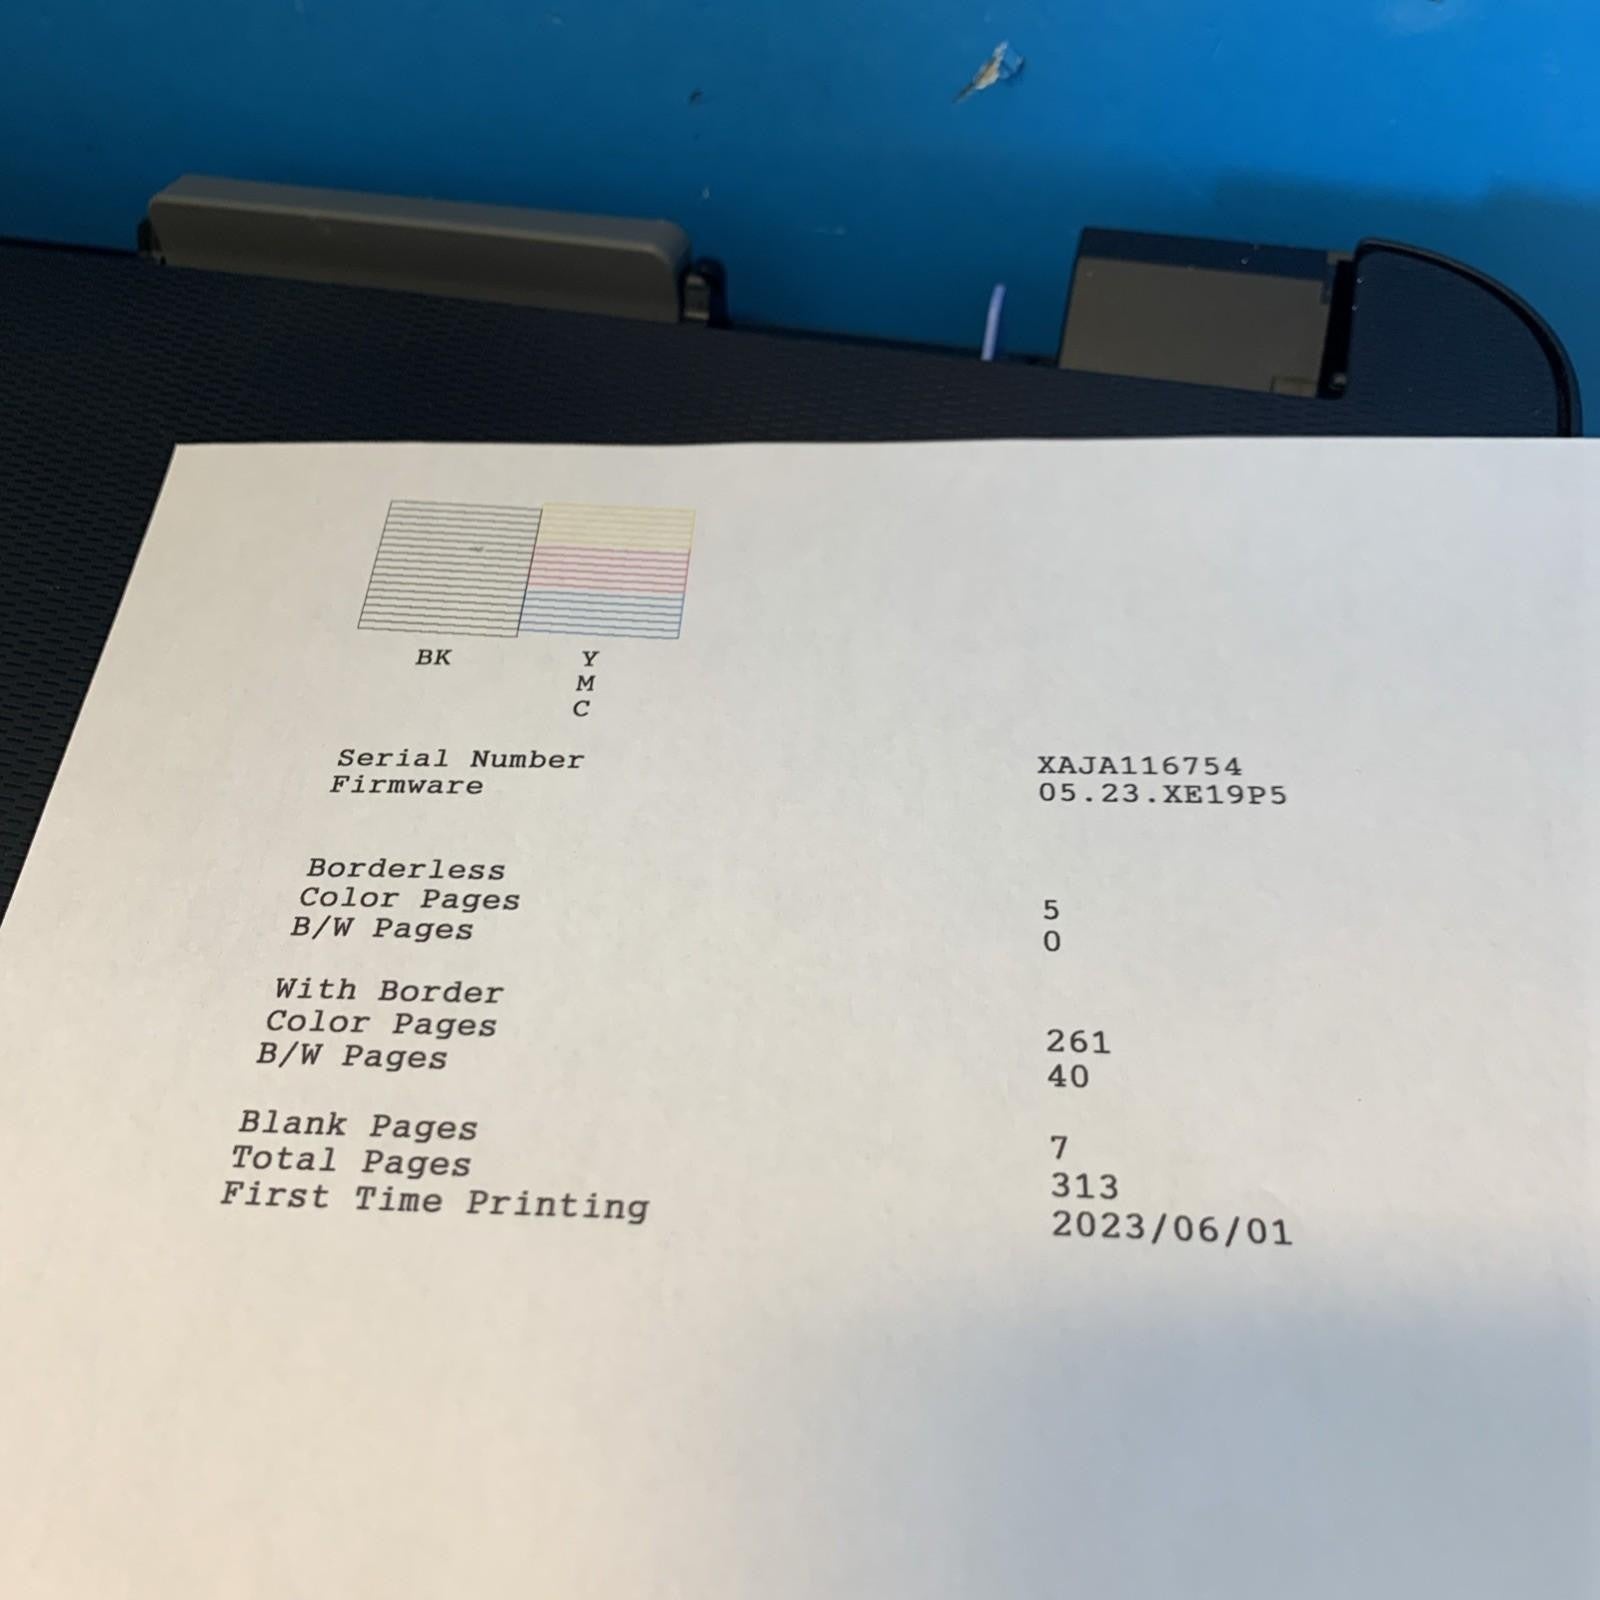 BK Y
M
C
Serial Number XAJA116754
Firmware 05.23.XE19P5
Borderless
Color Pages 5
B/W Pages 0
With Border
Color Pages 261
B/W Pages 40
Blank Pages 7
Total Pages 313
First Time Printing 2023/06/01